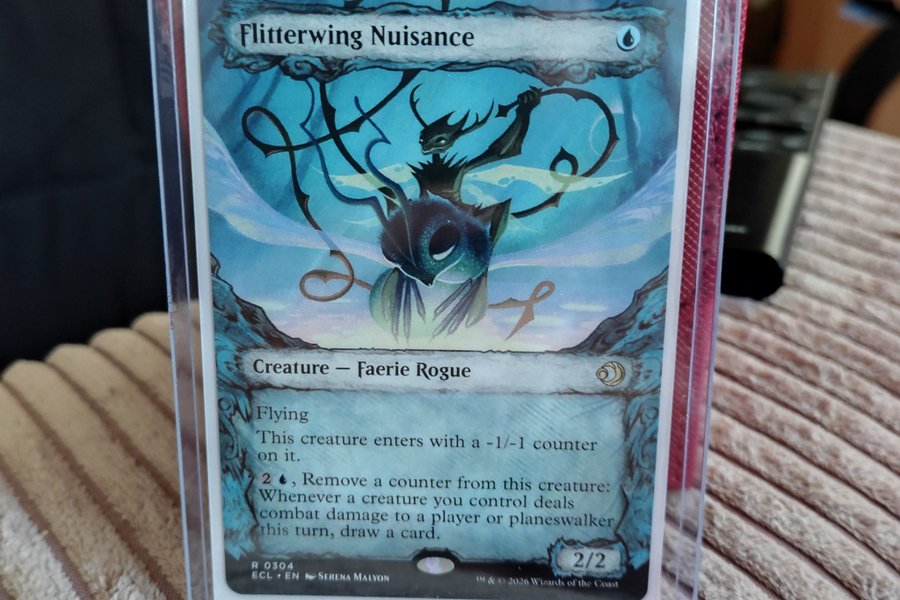 Flitterwing Nuisance
Creature — Faerie Rogue
Flying
This creature enters with a -1/-1 counter
on it.
2 , Remove a counter from this creature:
Whenever a creature you control deals
combat damage to a player or planeswalker
this turn, draw a card.
2/2
R 0304
ECL • EN Serena Malyon
™ & © 2026 Wizards of the Coast